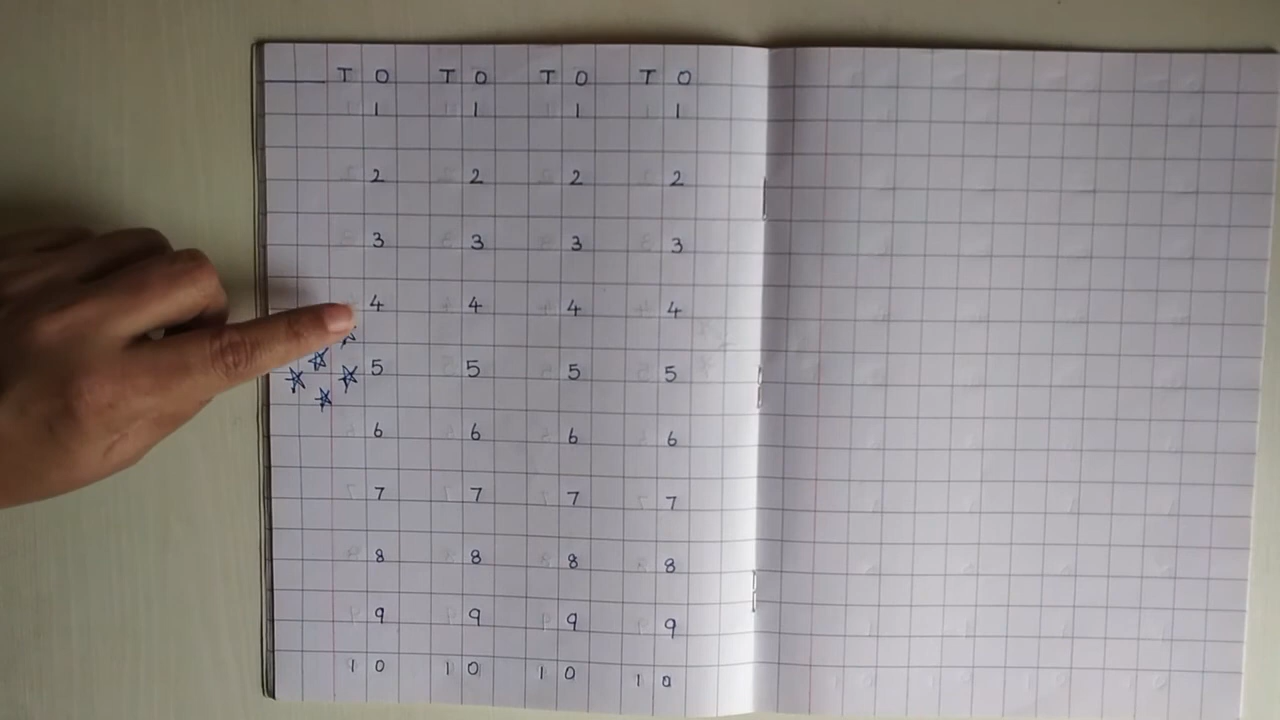 T O T O T O T O
1 1 1 1
2 2 2 2
3 3 3 3
4 4 4 4
5 5 5 5
6 6 6 6
7 7 7 7
8 8 8 8
9 9 9 9
10 10 10 10